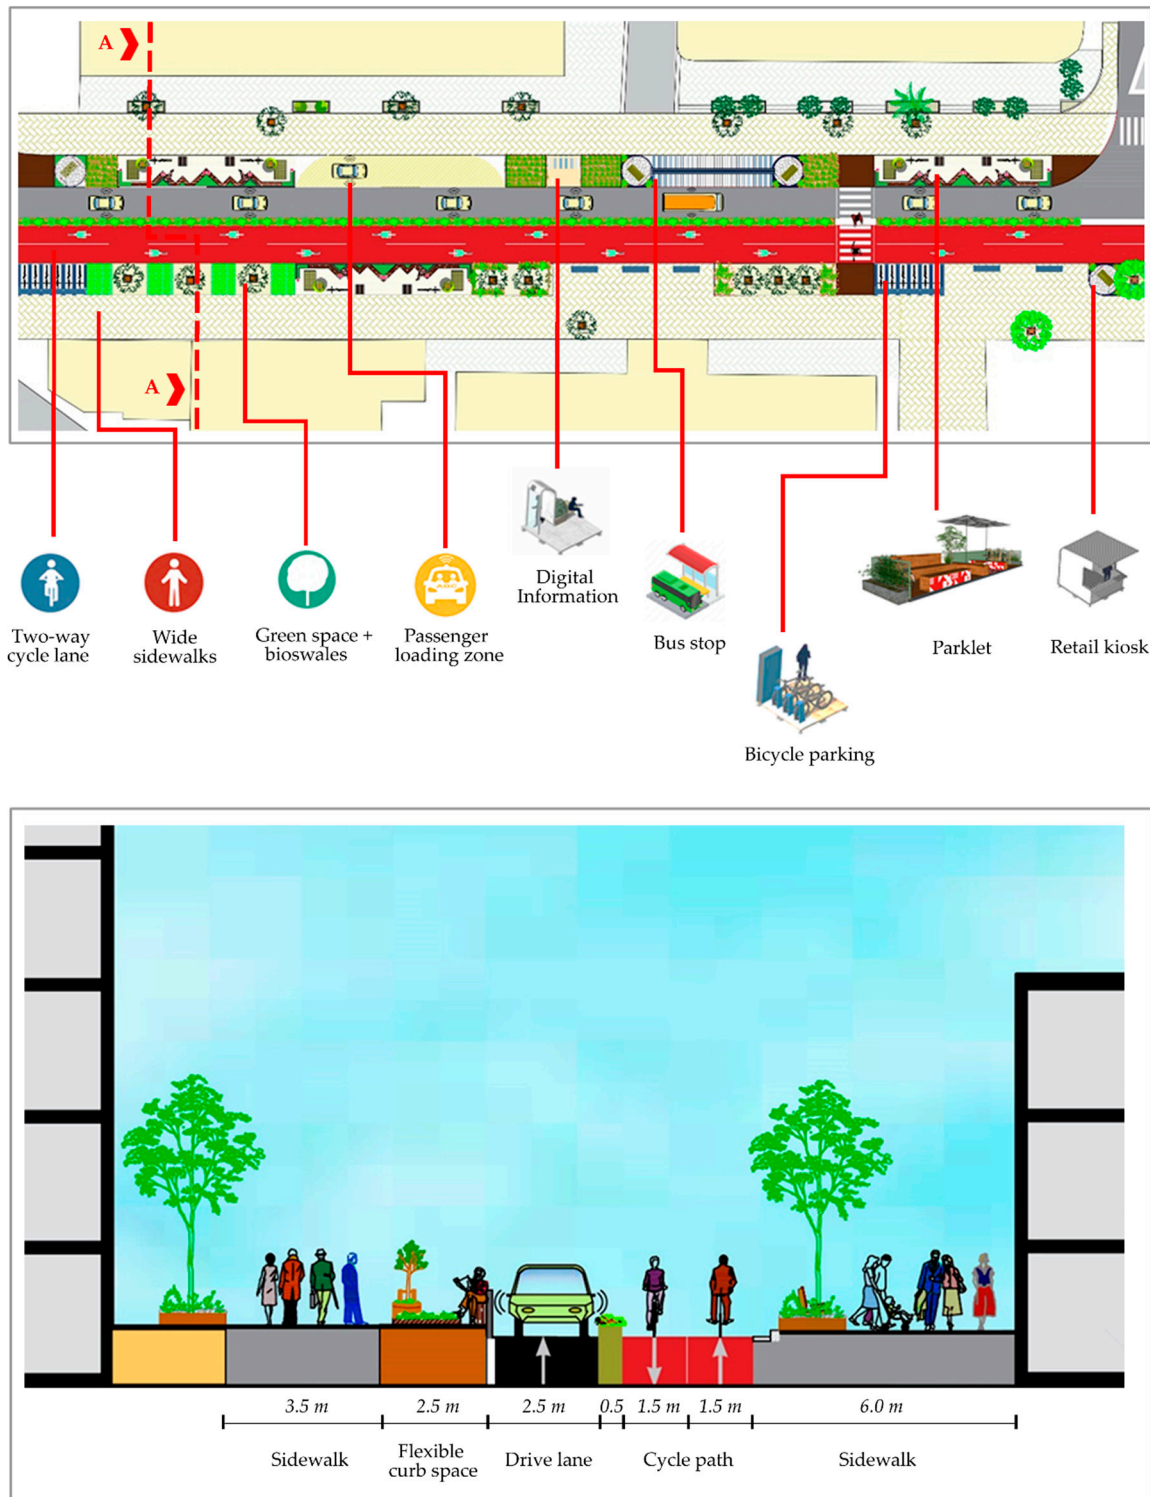 A
A
Two-way
cycle lane
Wide
sidewalks
Green space +
bioswales
Passenger
loading zone
Digital
Information
Bus stop
Bicycle parking
Parklet
Retail kiosk
3.5 m
2.5 m
2.5 m
0.5
1.5 m
1.5 m
6.0 m
Sidewalk
Flexible
curb space
Drive lane
Cycle path
Sidewalk